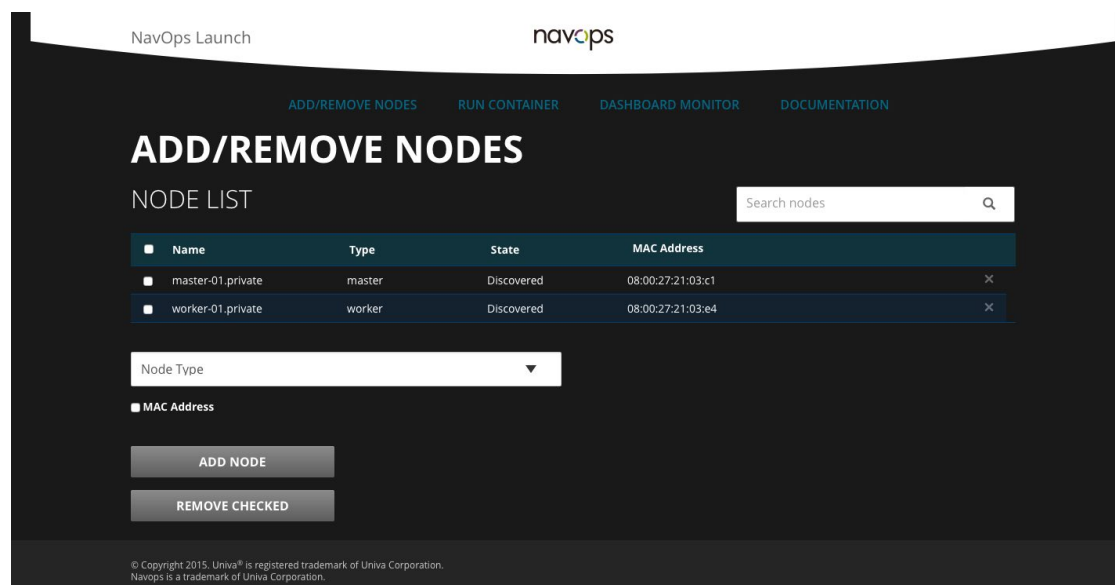 NavOps Launch
navops
ADD/REMOVE NODES RUN CONTAINER DASHBOARD MONITOR DOCUMENTATION
ADD/REMOVE NODES
NODE LIST
Search nodes
Name Type State MAC Address
master-01.private master Discovered 08:00:27:21:03:c1
worker-01.private worker Discovered 08:00:27:21:03:e4
Node Type
MAC Address
ADD NODE
REMOVE CHECKED
© Copyright 2015. Univa® is registered trademark of Univa Corporation.
Navops is a trademark of Univa Corporation.